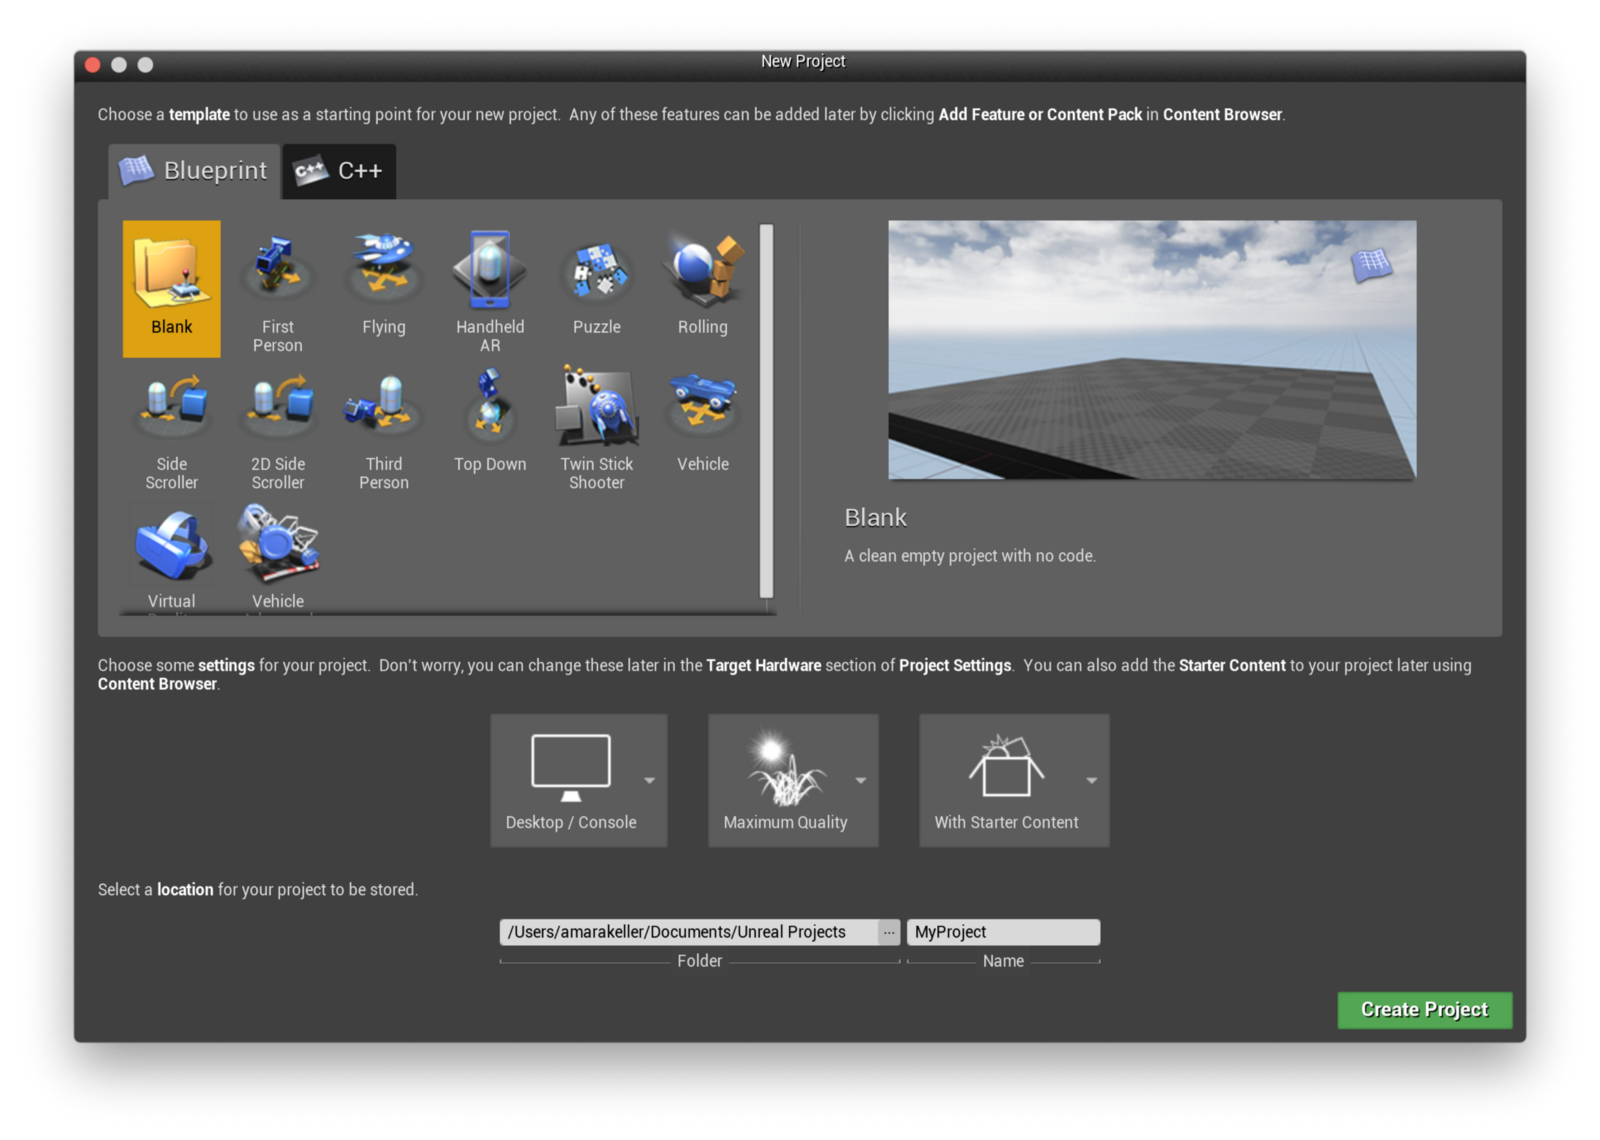 New Project
Choose a template to use as a starting point for your new project.  Any of these features can be added later by clicking Add Feature or Content Pack in Content Browser.
Blueprint
C++ C++
Blank
First
Person
Flying
Handheld
AR
Puzzle
Rolling
Side
Scroller
2D Side
Scroller
Third
Person
Top Down
Twin Stick
Shooter
Vehicle
Virtual
Vehicle
Blank
A clean empty project with no code.
Choose some settings for your project.  Don't worry, you can change these later in the Target Hardware section of Project Settings.  You can also add the Starter Content to your project later using
Content Browser.
Desktop / Console
Maximum Quality
With Starter Content
Select a location for your project to be stored.
/Users/amarakeller/Documents/Unreal Projects ...
MyProject
Folder
Name
Create Project